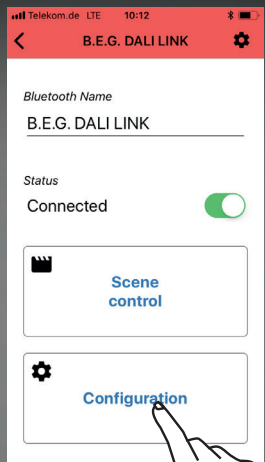 Telekom.de LTE 10:12
B.E.G. DALI LINK
Bluetooth Name
B.E.G. DALI LINK
Status
Connected
Scene
control
Configuration